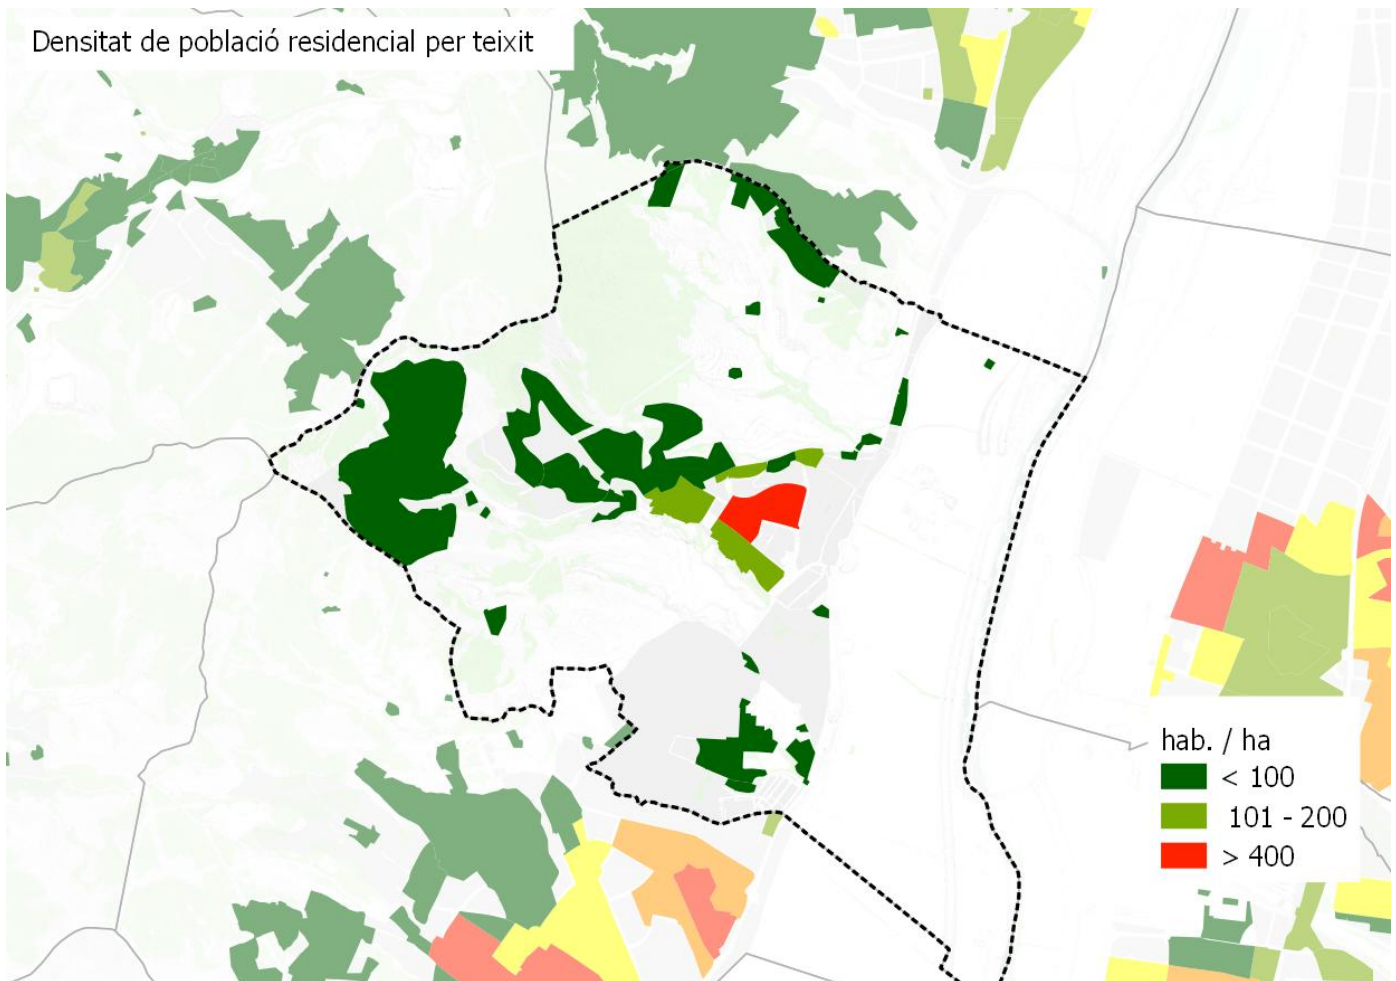 Densitat de població residencial per teixit
hab. / ha
< 100
101 - 200
> 400